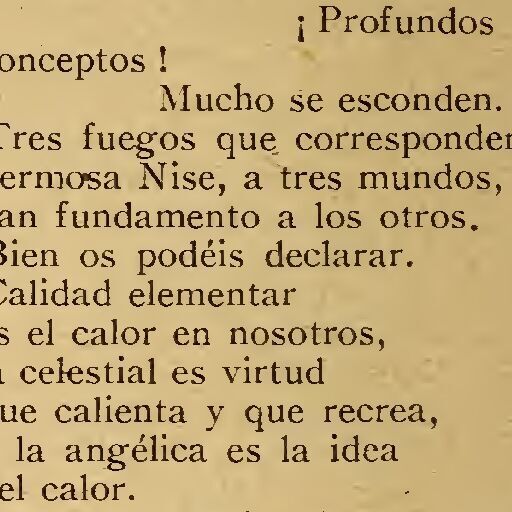 ¡ Profundos
onceptos !
Mucho se esconden.
Tres fuegos que corresponden
ermosa Nise, a tres mundos,
an fundamento a los otros.
Bien os podéis declarar.
Calidad elementar
s el calor en nosotros,
a celestial es virtud
ue calienta y que recrea,
la angélica es la idea
el calor.